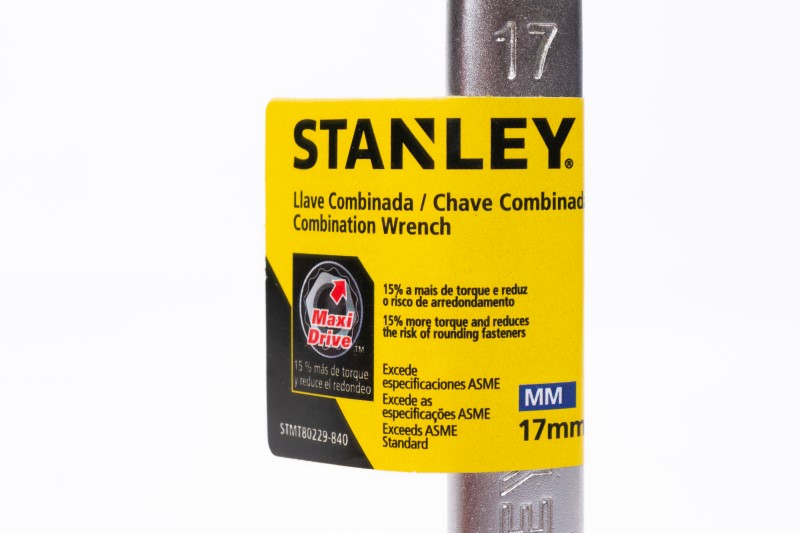 17
STANLEY®
Llave Combinada / Chave Combinad
Combination Wrench
15% a mais de torque e reduz
o risco de arredondamento
15% more torque and reduces
the risk of rounding fasteners
Maxi
Drive™
15 % más de torque
y reduce el redondeo
Excede
especificaciones ASME
Excede as
especificações ASME
Exceeds ASME
Standard
MM
17mm
STMT80229-840